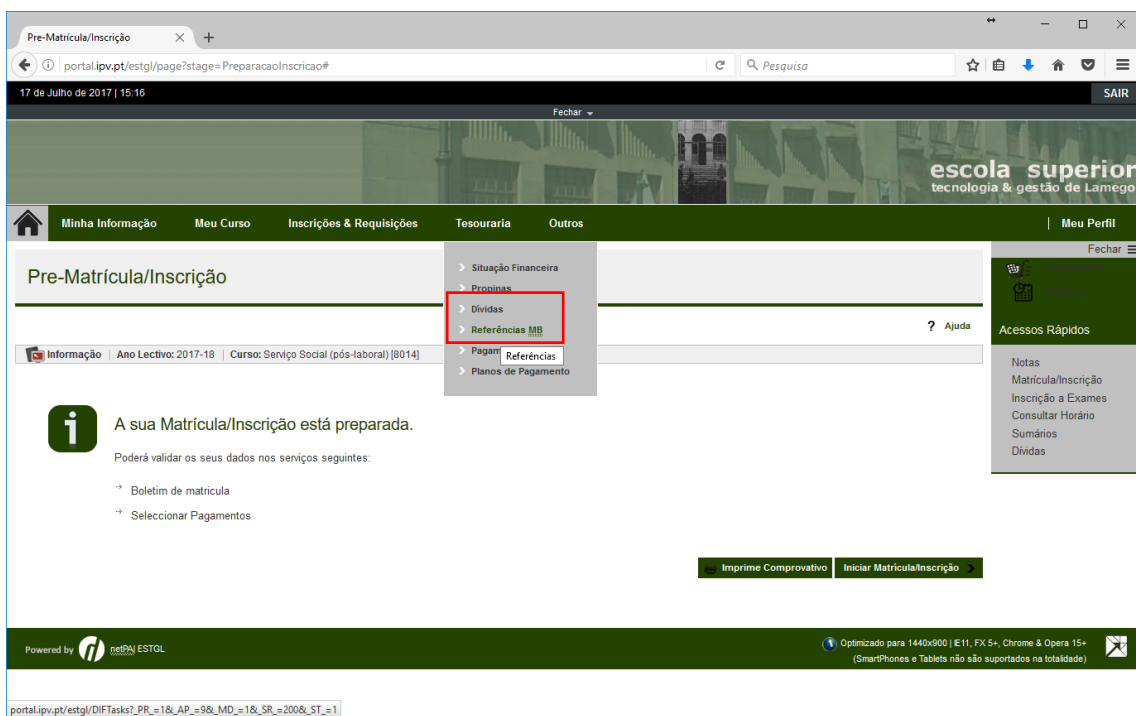 Pre-Matrícula/Inscrição
portal.ipv.pt/estgl/page?stage=PreparacaoInscricao#
Pesquisa
17 de Julho de 2017 | 15:16
SAIR
Fechar
escola superior
tecnologia & gestão de Lamego
Minha Informação
Meu Curso
Inscrições & Requisições
Tesouraria
Outros
| Meu Perfil
Fechar
Pre-Matrícula/Inscrição
Situação Financeira
Propinas
Dívidas
Referências MB
Referências
Planos de Pagamento
? Ajuda
Informação | Ano Lectivo: 2017-18 | Curso: Serviço Social (pós-laboral) [8014]
Acessos Rápidos
Notas
Matrícula/Inscrição
Inscrição a Exames
Consultar Horário
Sumários
Dívidas
A sua Matrícula/Inscrição está preparada.
Poderá validar os seus dados nos serviços seguintes:
Boletim de matricula
Seleccionar Pagamentos
Imprime Comprovativo
Iniciar Matrícula/Inscrição
Powered by netPA| ESTGL
Optimizado para 1440x900 | IE11, FX 5+, Chrome & Opera 15+
(SmartPhones e Tablets não são suportados na totalidade)
portal.ipv.pt/estgl/DIFTasks?_PR_=1&_AP_=9&_MD_=1&_SR_=200&_ST_=1